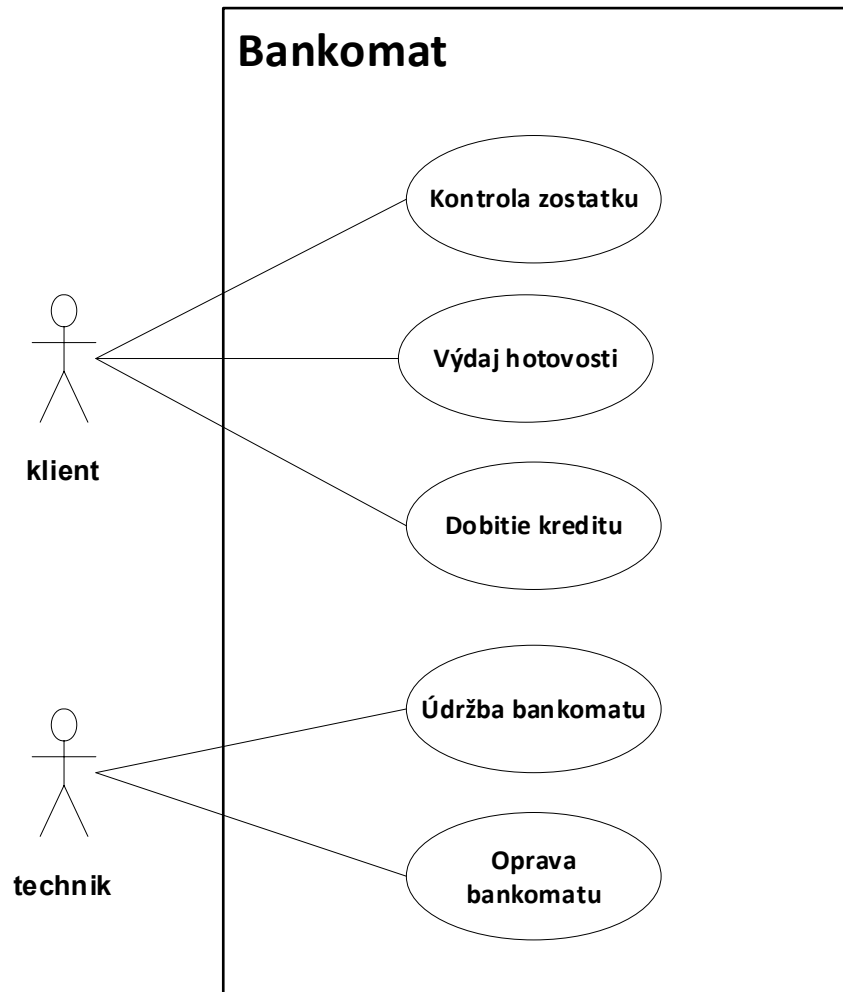 Bankomat
Kontrola zostatku
Výdaj hotovosti
klient
Dobitie kreditu
Údržba bankomatu
Oprava
bankomatu
technik